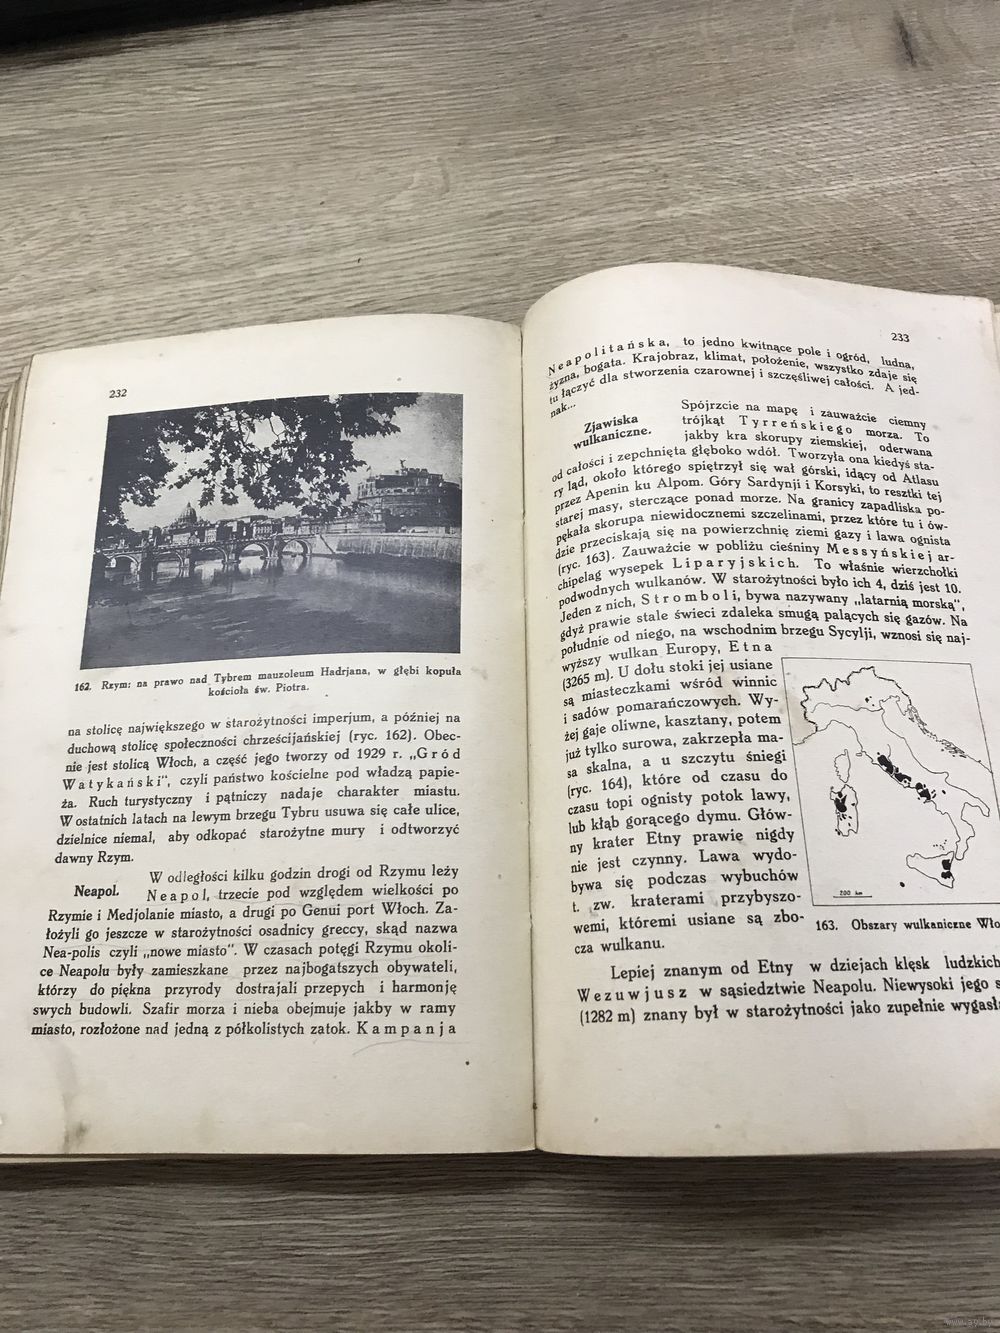 232
162. Rzym: na prawo nad Tybrem mauzoleum Hadrjana, w głębi kopuła
kościoła św. Piotra.
na stolicę największego w starożytności imperjum, a później na
duchową stolicę społeczności chrześcijańskiej (ryc. 162). Obec-
nie jest stolicą Włoch, a część jego tworzy od 1929 r. „Gród
Watykański", czyli państwo kościelne pod władzą papie-
ża. Ruch turystyczny i pątniczy nadaje charakter miastu.
W ostatnich latach na lewym brzegu Tybru usuwa się całe ulice,
dzielnice niemal, aby odkopać starożytne mury i odtworzyć
dawny Rzym.
Neapol.
W odległości kilku godzin drogi od Rzymu leży
Neapol, trzecie pod względem wielkości po
Rzymie i Medjolanie miasto, a drugi po Genui port Włoch. Za-
łożyli go jeszcze w starożytności osadnicy greccy, skąd nazwa
Nea-polis czyli „nowe miasto". W czasach potęgi Rzymu okoli-
ce Neapolu były zamieszkane przez najbogatszych obywateli,
którzy do piękna przyrody dostrajali przepych i harmonję
swych budowli. Szafir morza i nieba obejmuje jakby w ramy
miasto, rozłożone nad jedną z półkolistych zatok. Kampanja
233
Neapolitańska, to jedno kwitnące pole i ogród, ludna,
żyzna, bogata. Krajobraz, klimat, położenie, wszystko zdaje się
tu łączyć dla stworzenia czarownej i szczęśliwej całości. A jed-
nak...
Zjawiska
wulkaniczne.
Spójrzcie na mapę i zauważcie ciemny
trójkąt Tyrreńskiego morza. To
jakby kra skorupy ziemskiej, oderwana
od całości i zepchnięta głęboko wdół. Tworzyła ona kiedyś sta-
ry ląd, około którego spiętrzył się wał górski, idący od Atlasu
przez Apenin ku Alpom. Góry Sardynji i Korsyki, to resztki tej
starej masy, sterczące ponad morze. Na granicy zapadliska po-
pękała skorupa niewidocznemi szczelinami, przez które tu i ów-
dzie przeciskają się na powierzchnię ziemi gazy i lawa ognista
(ryc. 163). Zauważcie w pobliżu cieśniny Messyńskiej ar-
chipelag wysepek Liparyjskich. To właśnie wierzchołki
podwodnych wulkanów. W starożytności było ich 4, dziś jest 10.
Jeden z nich, Stromboli, bywa nazywany „latarnią morską",
gdyż prawie stale świeci zdaleka smugą palących się gazów. Na
południe od niego, na wschodnim brzegu Sycylji, wznosi się naj-
wyższy wulkan Europy, Etna
(3265 m). U dołu stoki jej usiane
są miasteczkami wśród winnic
i sadów pomarańczowych. Wy-
żej gaje oliwne, kasztany, potem
już tylko surowa, zakrzepła ma-
sa skalna, a u szczytu śniegi
(ryc. 164), które od czasu do
czasu topi ognisty potok lawy,
lub kłąb gorącego dymu. Głów-
ny krater Etny prawie nigdy
nie jest czynny. Lawa wydo-
bywa się podczas wybuchów
t. zw. kraterami przybyszo-
wemi, któremi usiane są zbo-
cza wulkanu.
200 km
163. Obszary wulkaniczne Wło
Lepiej znanym od Etny w dziejach klęsk ludzkich
Wezuwjusz w sąsiedztwie Neapolu. Niewysoki jego s
(1282 m) znany był w starożytności jako zupełnie wygasł
www.ay.by